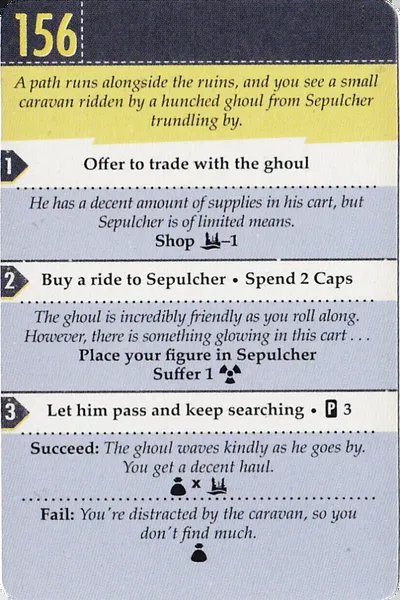 156
A path runs alongside the ruins, and you see a small
caravan ridden by a hunched ghoul from Sepulcher
trundling by.
1 Offer to trade with the ghoul
He has a decent amount of supplies in his cart, but
Sepulcher is of limited means.
Shop –1
2 Buy a ride to Sepulcher • Spend 2 Caps
The ghoul is incredibly friendly as you roll along.
However, there is something glowing in this cart . . .
Place your figure in Sepulcher
Suffer 1
3 Let him pass and keep searching • P 3
Succeed: The ghoul waves kindly as he goes by.
You get a decent haul.
x
Fail: You're distracted by the caravan, so you
don't find much.